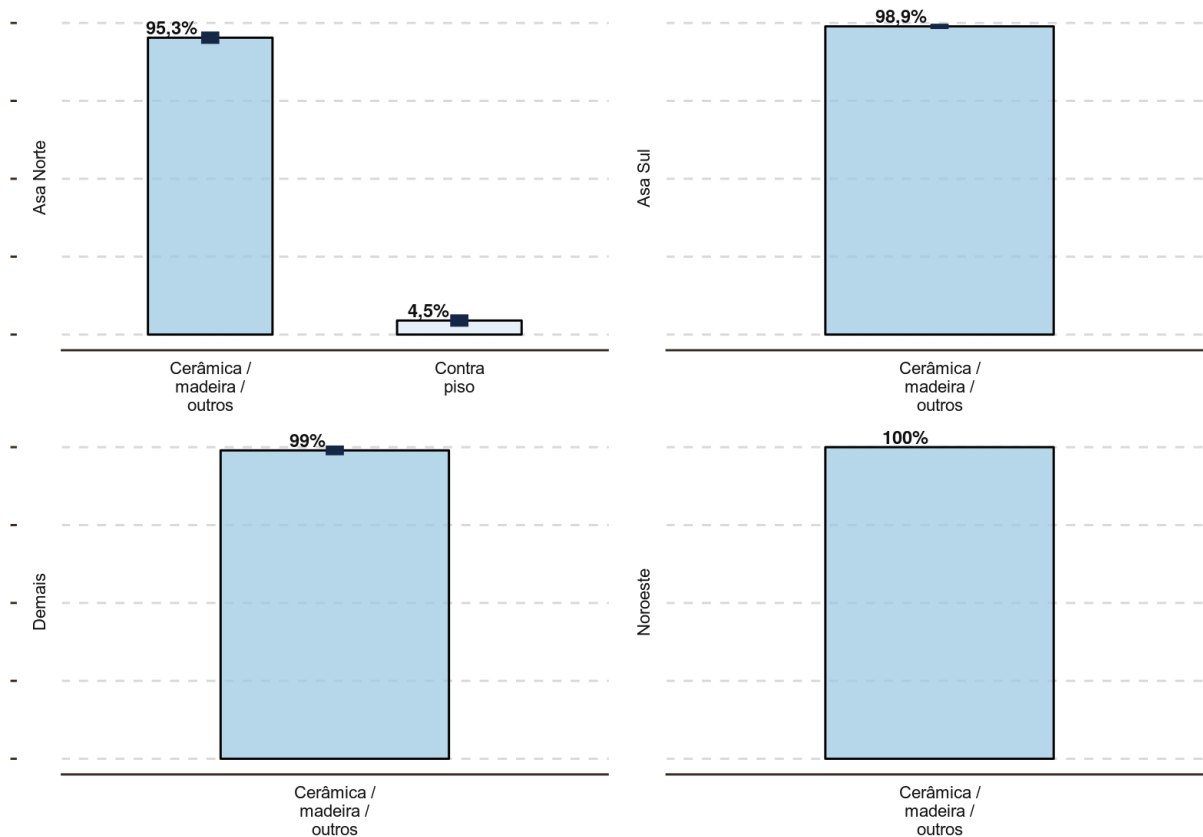 Asa Norte
95,3%
4,5%
Cerâmica /
madeira /
outros
Contra
piso
Asa Sul
98,9%
Cerâmica /
madeira /
outros
Demais
99%
Cerâmica /
madeira /
outros
Noroeste
100%
Cerâmica /
madeira /
outros